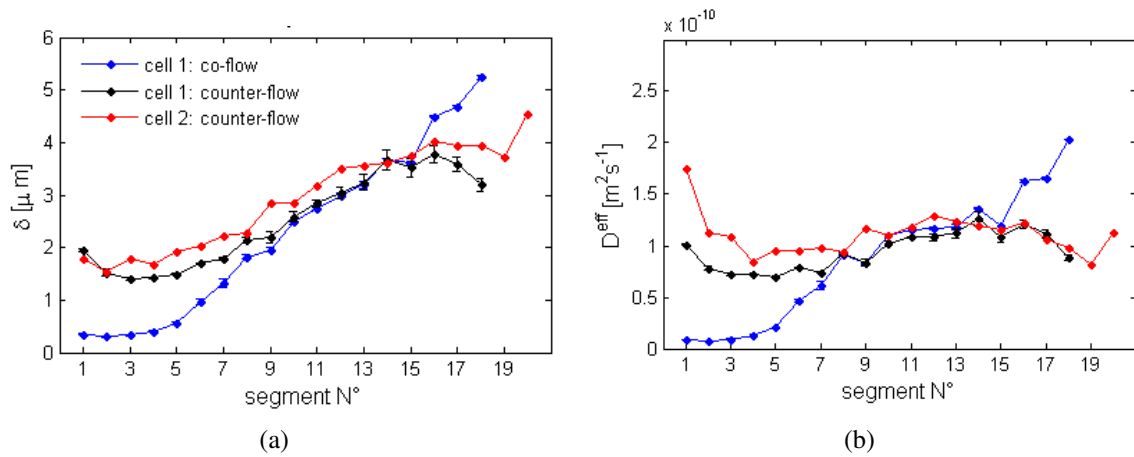 6
5
4
3
2
1
0
δ [μ m]
cell 1: co-flow
cell 1: counter-flow
cell 2: counter-flow
1 3 5 7 9 11 13 15 17 19
segment N°
(a)
x 10⁻¹⁰
2.5
2
1.5
1
0.5
0
D^eff [m²s⁻¹]
1 3 5 7 9 11 13 15 17 19
segment N°
(b)